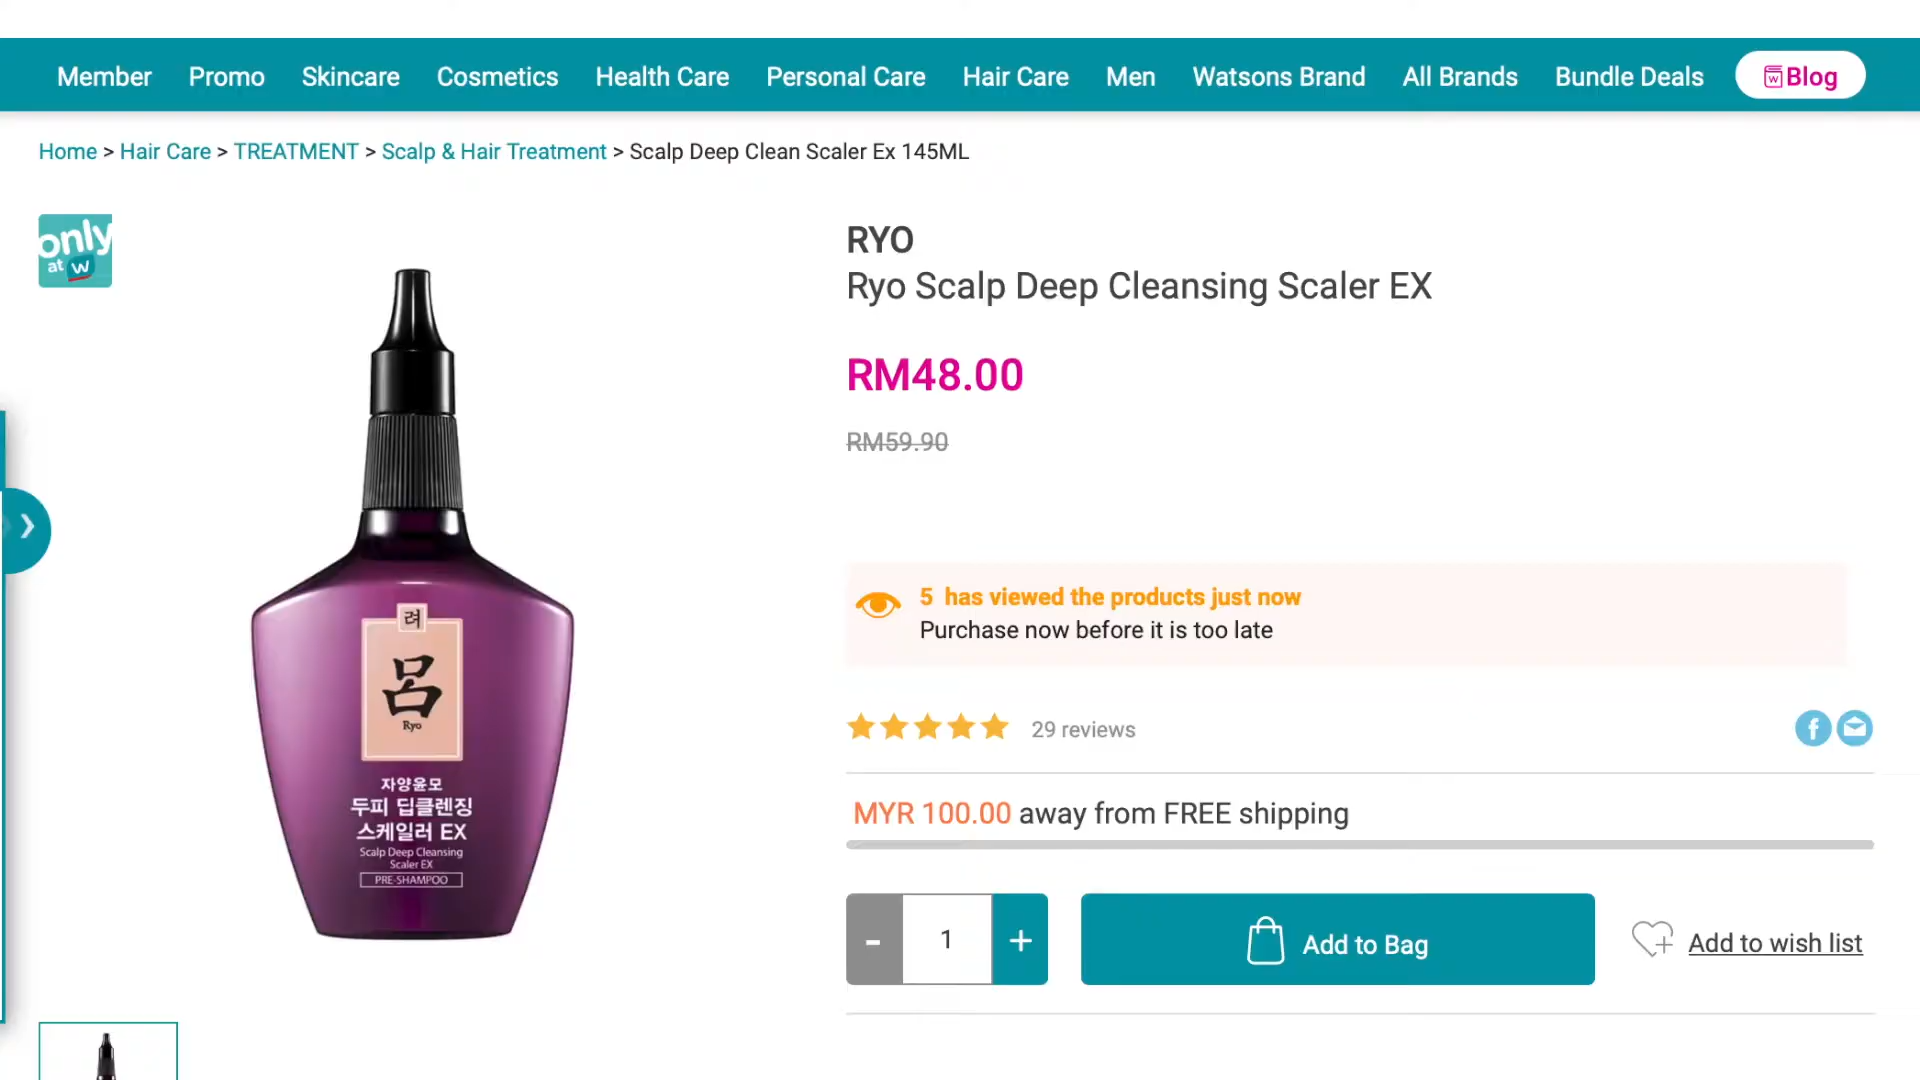 Member Promo Skincare Cosmetics Health Care Personal Care Hair Care Men Watsons Brand All Brands Bundle Deals Blog
Home > Hair Care > TREATMENT > Scalp & Hair Treatment > Scalp Deep Clean Scaler Ex 145ML
only
at W
려
呂
Ryo
자양윤모
두피 딥클렌징
스케일러 EX
Scalp Deep Cleansing
Scaler EX
PRE-SHAMPOO
RYO
Ryo Scalp Deep Cleansing Scaler EX
RM48.00
RM59.90
5 has viewed the products just now
Purchase now before it is too late
29 reviews
MYR 100.00 away from FREE shipping
- 1 + Add to Bag Add to wish list